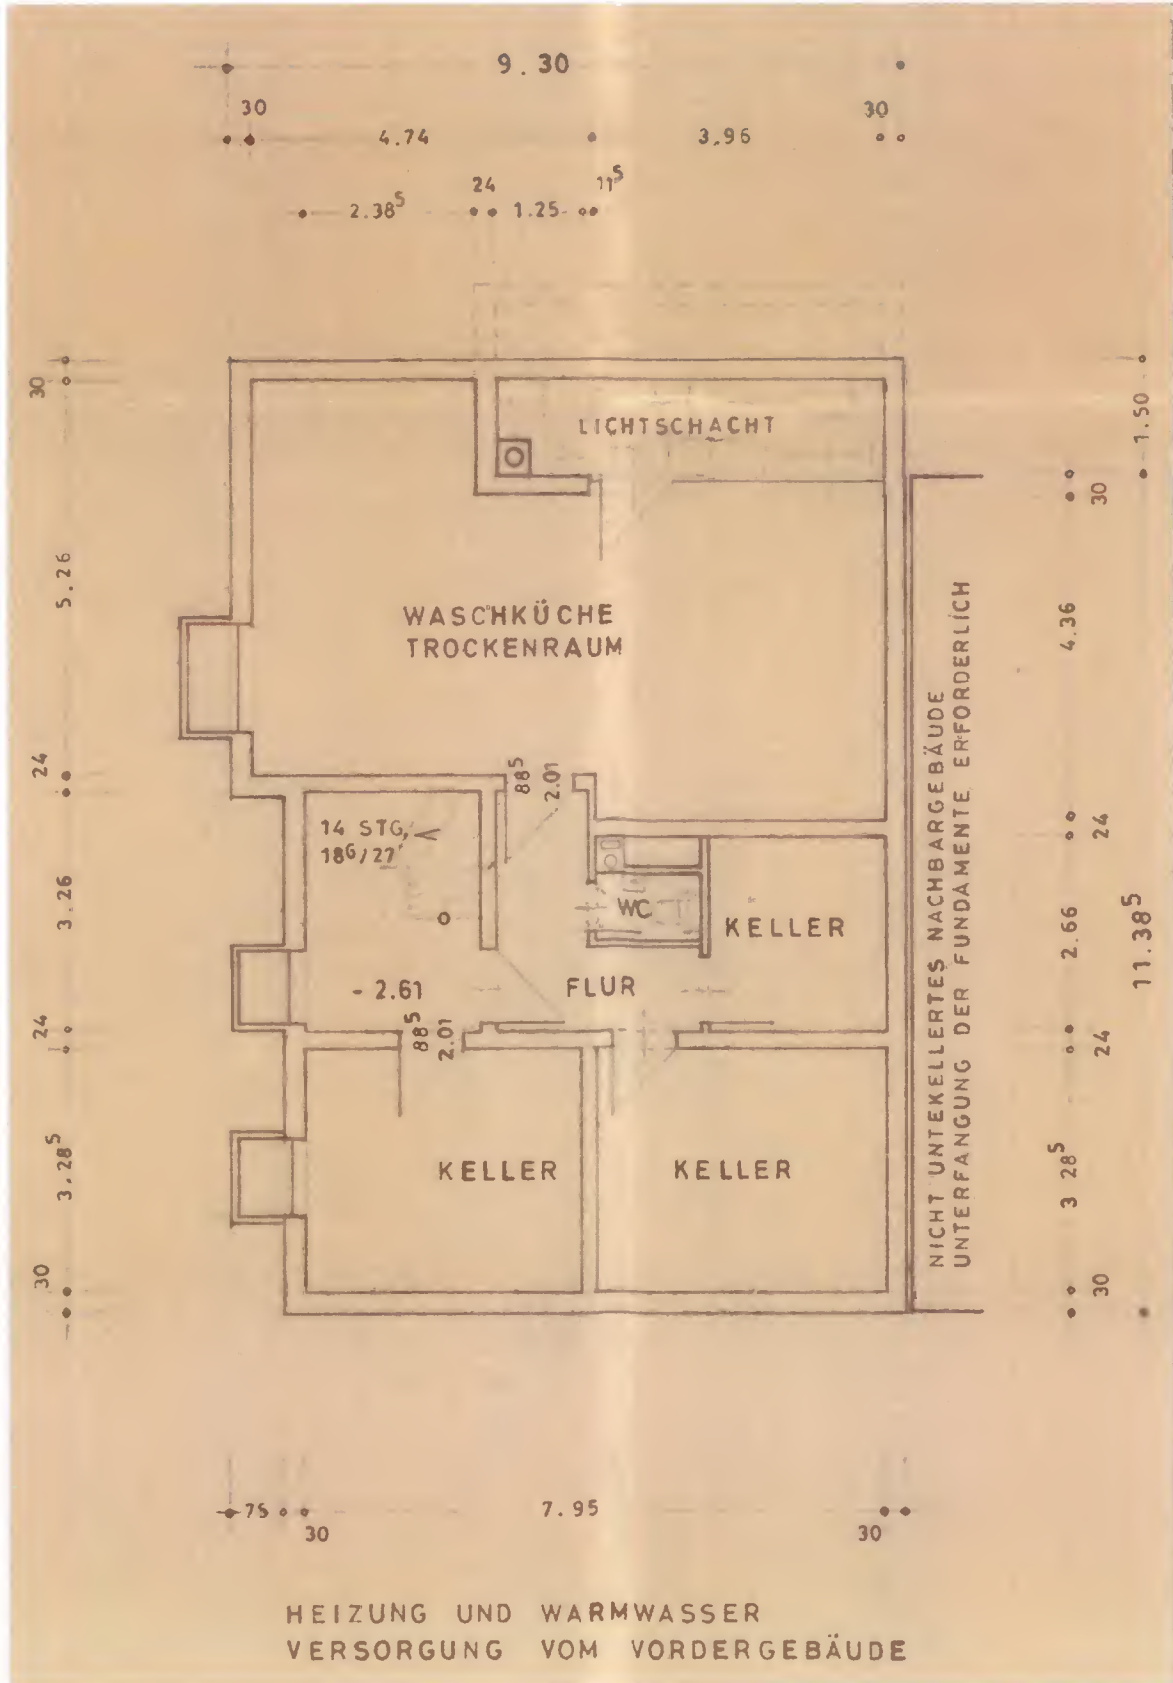 9.30
30
30
4.74
3.96
24
11⁵
2.38⁵
1.25
LICHTSCHACHT
30
1.50
30
5.26
4.36
WASCHKÜCHE
TROCKENRAUM
NICHT UNTEKELLERTES NACHBARGEBÄUDE
UNTERFANGUNG DER FUNDAMENTE ERFORDERLICH
24
88⁵
2.01
14 STG,
18⁶/27
24
3.26
WC
KELLER
2.66
11.38⁵
- 2.61
FLUR
24
88⁵
2.01
24
3,28⁵
KELLER
KELLER
3 28⁵
30
30
75
7.95
30
30
HEIZUNG UND WARMWASSER
VERSORGUNG VOM VORDERGEBÄUDE